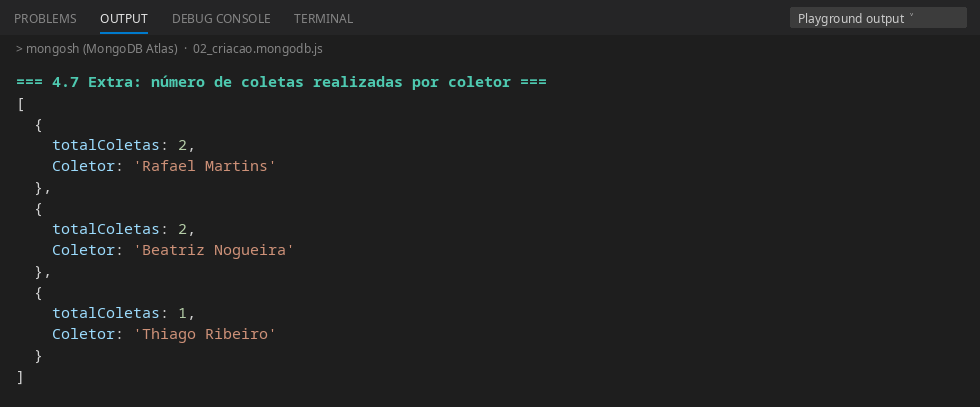 PROBLEMS OUTPUT DEBUG CONSOLE TERMINAL Playground output ˅
> mongosh (MongoDB Atlas) · 02_criacao.mongodb.js
=== 4.7 Extra: número de coletas realizadas por coletor ===
[
  {
    totalColetas: 2,
    Coletor: 'Rafael Martins'
  },
  {
    totalColetas: 2,
    Coletor: 'Beatriz Nogueira'
  },
  {
    totalColetas: 1,
    Coletor: 'Thiago Ribeiro'
  }
]